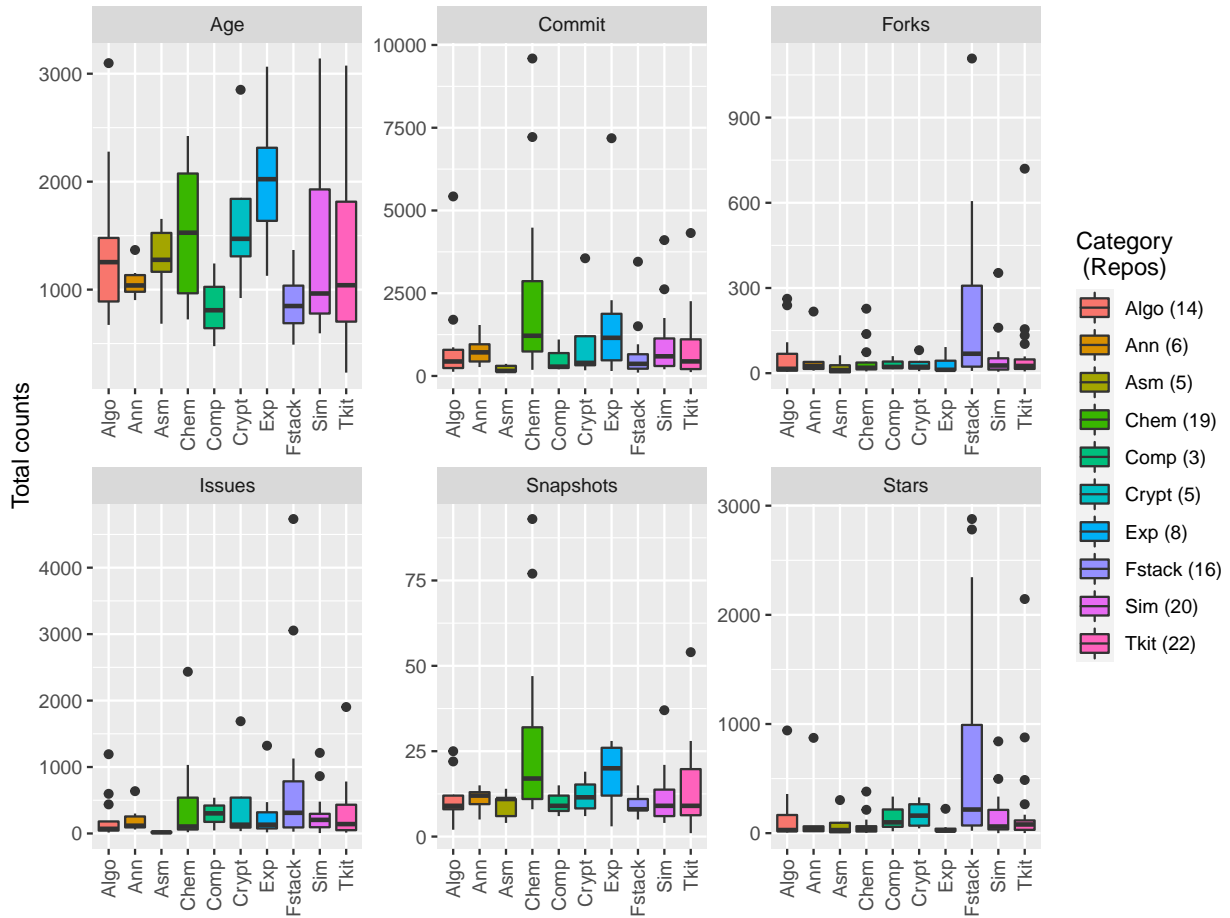 Age
Commit
Forks
3000
2000
1000
10000
7500
5000
2500
0
900
600
300
0
Algo
Ann
Asm
Chem
Comp
Crypt
Exp
Fstack
Sim
Tkit
Algo
Ann
Asm
Chem
Comp
Crypt
Exp
Fstack
Sim
Tkit
Algo
Ann
Asm
Chem
Comp
Crypt
Exp
Fstack
Sim
Tkit
Total counts
Issues
Snapshots
Stars
4000
3000
2000
1000
0
75
50
25
0
3000
2000
1000
0
Algo
Ann
Asm
Chem
Comp
Crypt
Exp
Fstack
Sim
Tkit
Algo
Ann
Asm
Chem
Comp
Crypt
Exp
Fstack
Sim
Tkit
Algo
Ann
Asm
Chem
Comp
Crypt
Exp
Fstack
Sim
Tkit
Category
(Repos)
Algo (14)
Ann (6)
Asm (5)
Chem (19)
Comp (3)
Crypt (5)
Exp (8)
Fstack (16)
Sim (20)
Tkit (22)